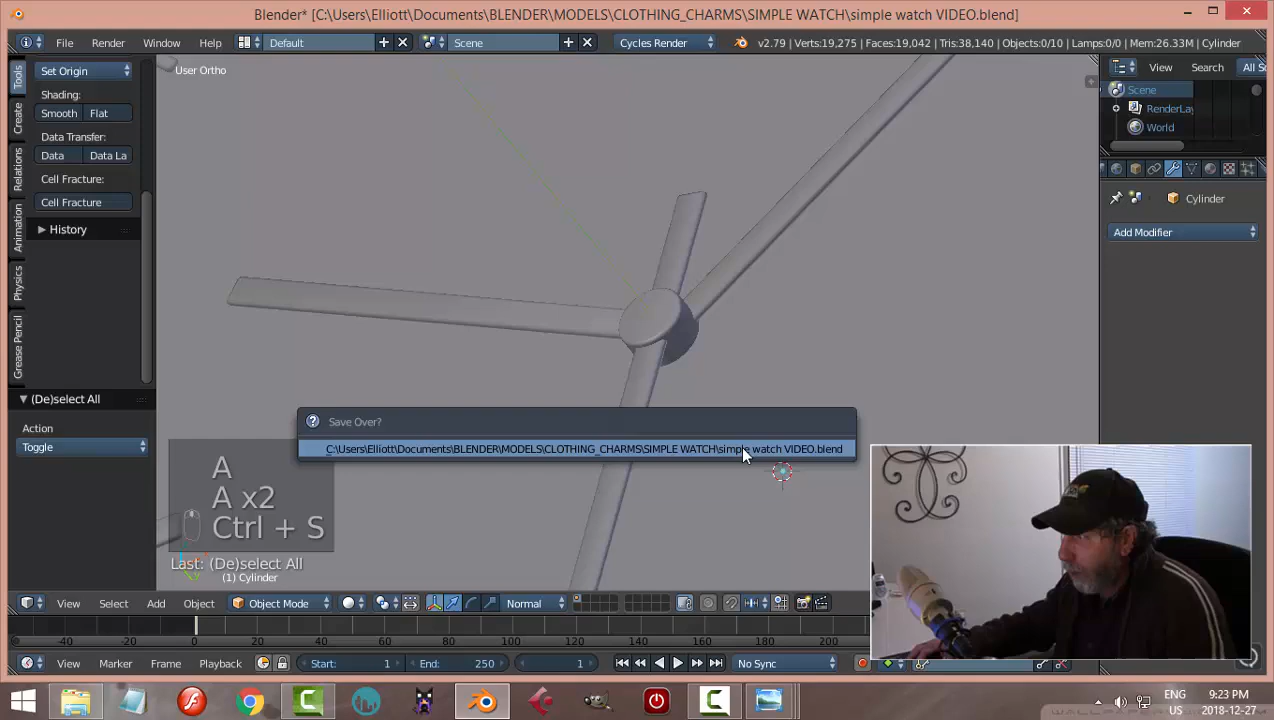 Blender* [C:\Users\Elliott\Documents\BLENDER\MODELS\CLOTHING_CHARMS\SIMPLE WATCH\simple watch VIDEO.blend]
File Render Window Help Default Scene Cycles Render v2.79 | Verts:19,275 | Faces:19,042 | Tris:38,140 | Objects:0/10 | Lamps:0/0 | Mem:26.33M | Cylinder
Set Origin
User Ortho
View Search All Sc
Scene
RenderLay
World
Shading:
Smooth Flat
Data Transfer:
Data Data La
Cell Fracture:
Cell Fracture
History
Tools
Create
Relations
Animation
Physics
Grease Pencil
Cylinder
Add Modifier
(De)select All
Action
Toggle
Save Over?
C:\Users\Elliott\Documents\BLENDER\MODELS\CLOTHING_CHARMS\SIMPLE WATCH\simple watch VIDEO.blend
A
A x2
Ctrl + S
Last: (De)select All
(1) Cylinder
View Select Add Object Object Mode Normal
-40 -20 0 20 40 60 80 100 120 140 160 180 200
View Marker Frame Playback Start: 1 End: 250 1 No Sync
ENG 9:23 PM
US 2018-12-27